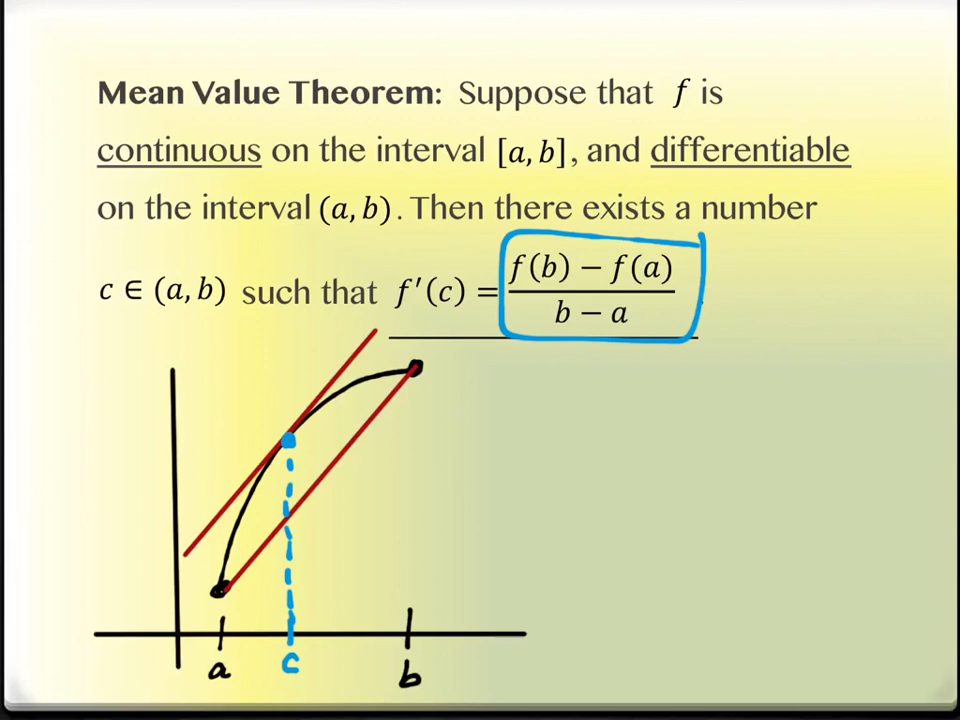 Mean Value Theorem: Suppose that f is
continuous on the interval [a, b], and differentiable
on the interval (a, b). Then there exists a number
c ∈ (a, b) such that f′(c) = \frac{f(b) − f(a)}{b − a}.
a c b